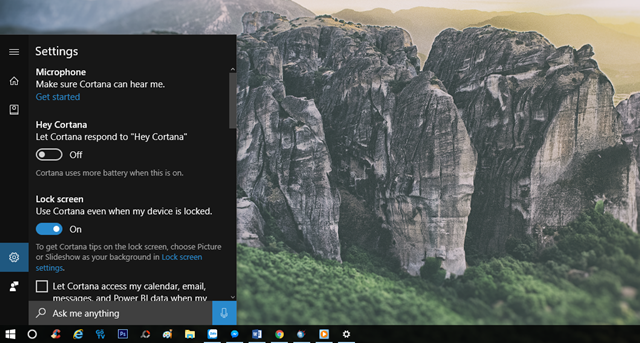 Settings
Microphone
Make sure Cortana can hear me.
Get started
Hey Cortana
Let Cortana respond to "Hey Cortana"
Off
Cortana uses more battery when this is on.
Lock screen
Use Cortana even when my device is locked.
On
To get Cortana tips on the lock screen, choose Picture
or Slideshow as your background in Lock screen
settings.
Let Cortana access my calendar, email,
messages, and Power BI data when my
Ask me anything
Ps